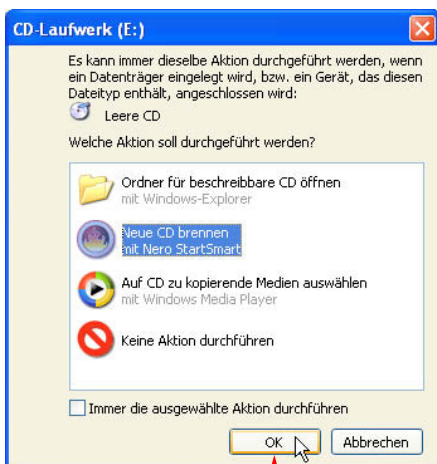 CD-Laufwerk (E:)
Es kann immer dieselbe Aktion durchgeführt werden, wenn
ein Datenträger eingelegt wird, bzw. ein Gerät, das diesen
Dateityp enthält, angeschlossen wird:
Leere CD
Welche Aktion soll durchgeführt werden?
Ordner für beschreibbare CD öffnen
mit Windows-Explorer
Neue CD brennen
mit Nero StartSmart
Auf CD zu kopierende Medien auswählen
mit Windows Media Player
Keine Aktion durchführen
Immer die ausgewählte Aktion durchführen
OK Abbrechen